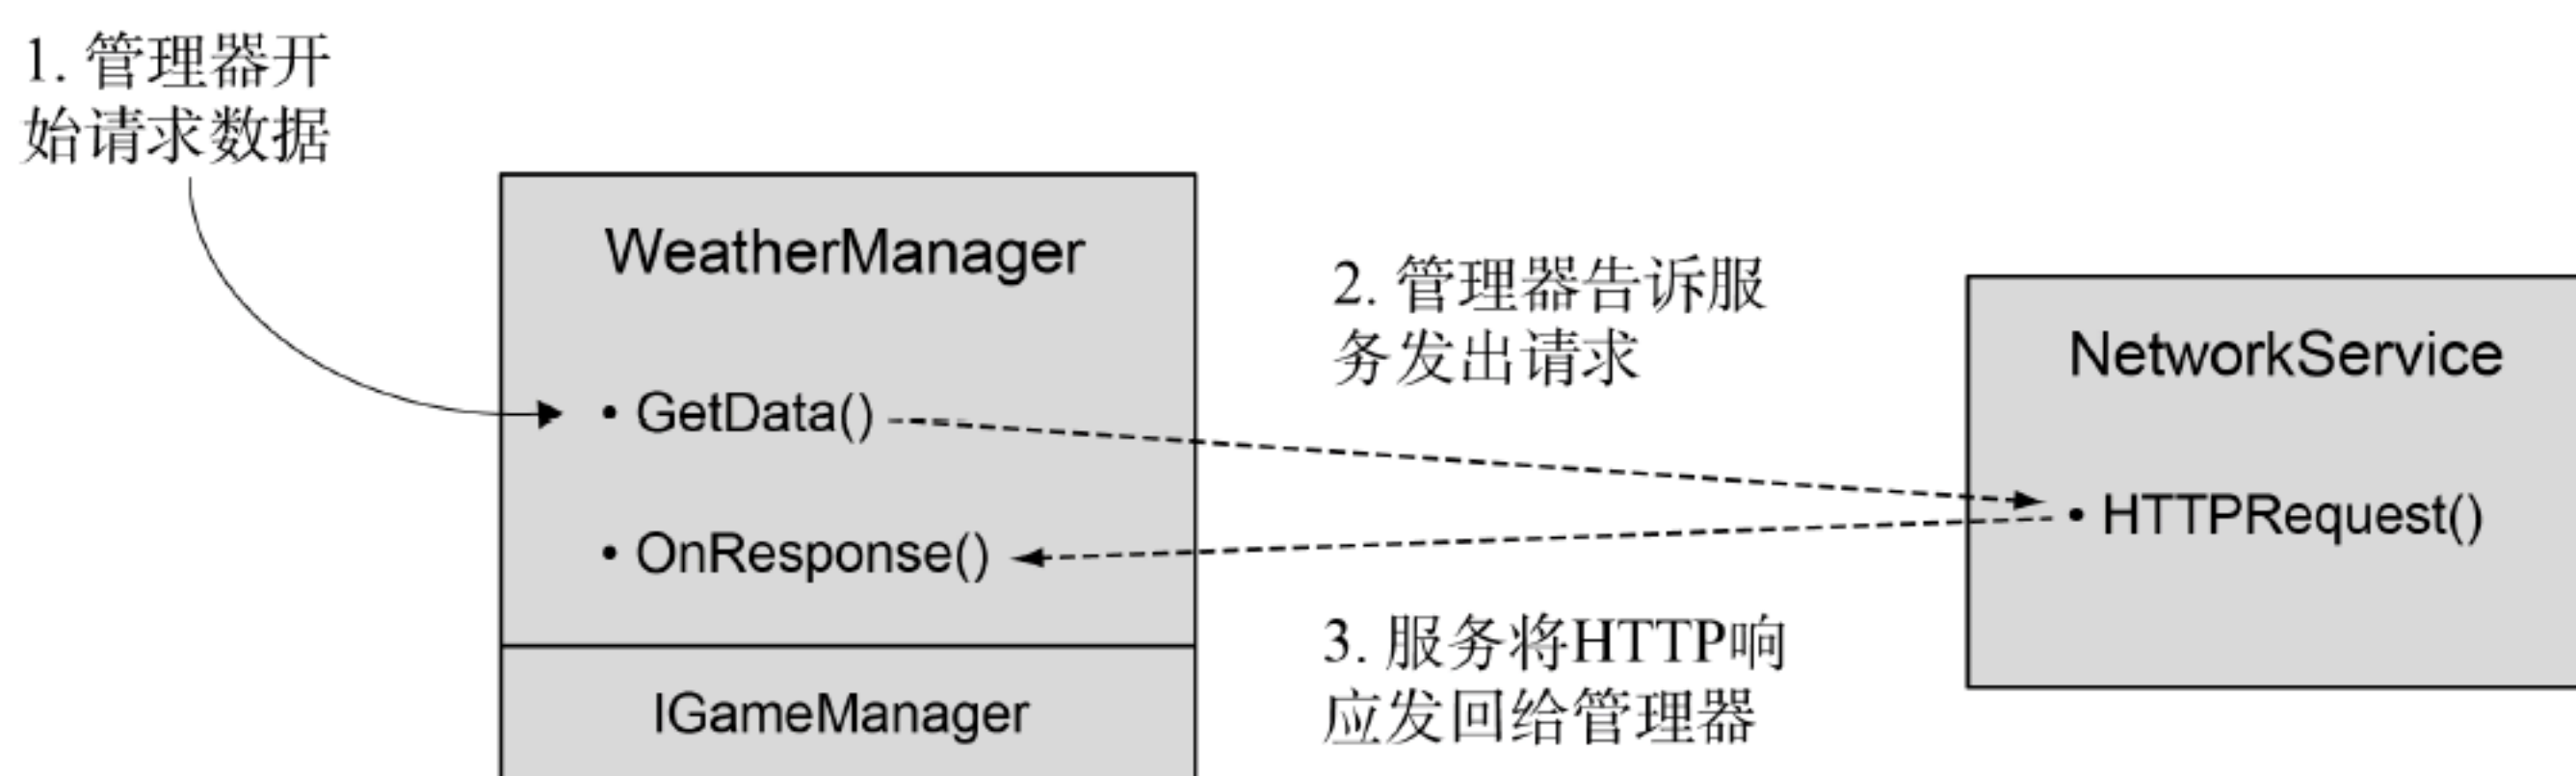 1. 管理器开
始请求数据
WeatherManager
• GetData()
• OnResponse()
IGameManager
2. 管理器告诉服
务发出请求
3. 服务将HTTP响
应发回给管理器
NetworkService
• HTTPRequest()